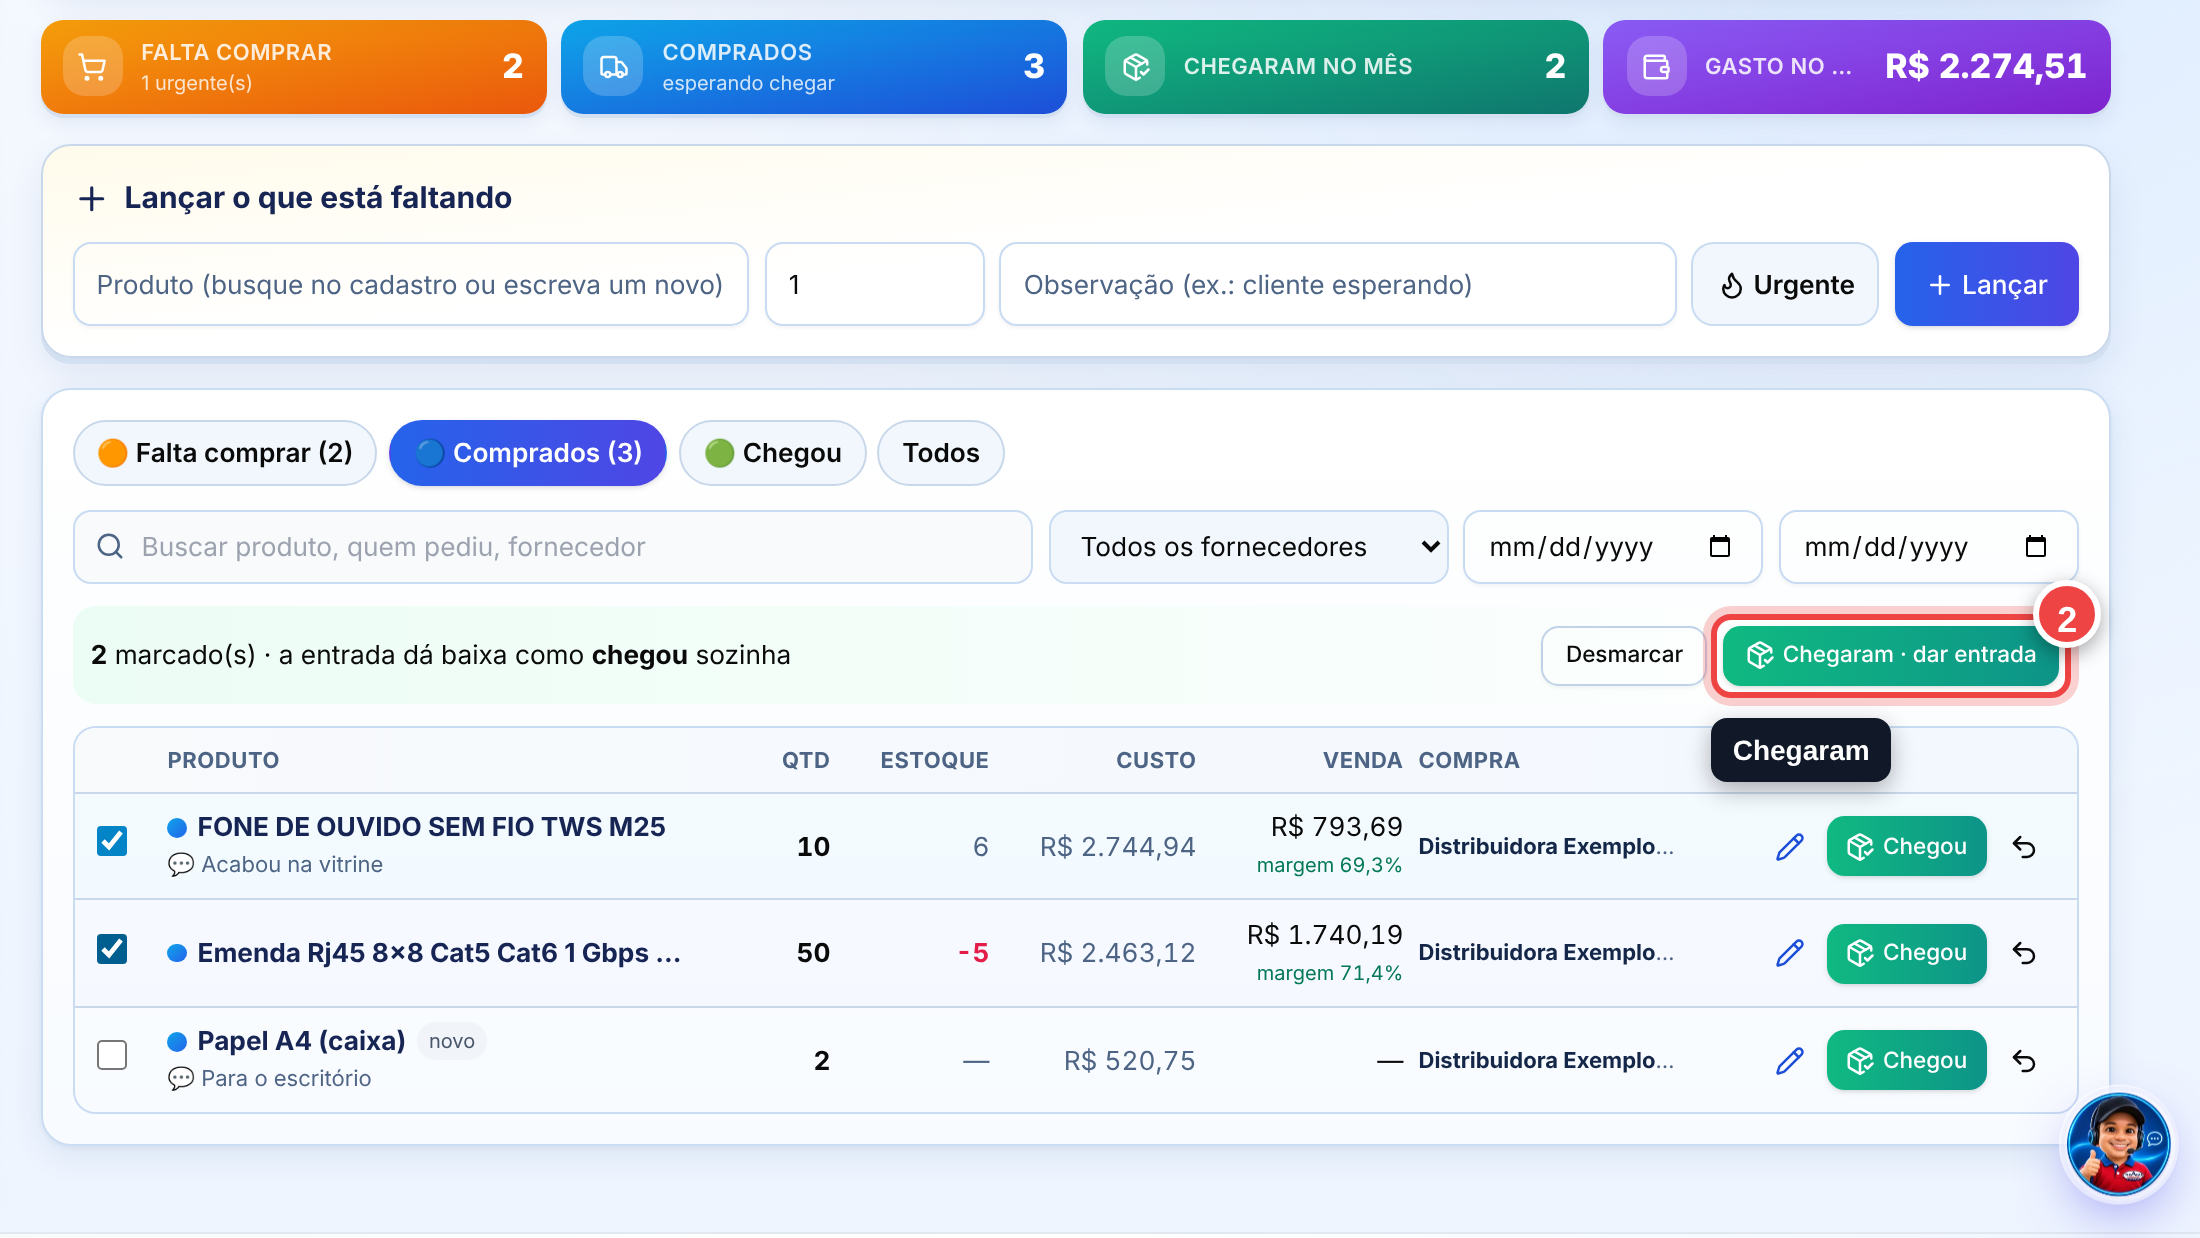 FALTA COMPRAR
1 urgente(s)
2
COMPRADOS
esperando chegar
3
CHEGARAM NO MÊS
2
GASTO NO ...
R$ 2.274,51
Lançar o que está faltando
Produto (busque no cadastro ou escreva um novo)
1
Observação (ex.: cliente esperando)
Urgente
+ Lançar
Falta comprar (2)
Comprados (3)
Chegou
Todos
Buscar produto, quem pediu, fornecedor
Todos os fornecedores
mm/dd/yyyy
mm/dd/yyyy
2 marcado(s) · a entrada dá baixa como chegou sozinha
Desmarcar
Chegaram · dar entrada
2
Chegaram
PRODUTO QTD ESTOQUE CUSTO VENDA COMPRA
FONE DE OUVIDO SEM FIO TWS M25
Acabou na vitrine
10
6
R$ 2.744,94
R$ 793,69
margem 69,3%
Distribuidora Exemplo...
Chegou
Emenda Rj45 8x8 Cat5 Cat6 1 Gbps ...
50
-5
R$ 2.463,12
R$ 1.740,19
margem 71,4%
Distribuidora Exemplo...
Chegou
Papel A4 (caixa) novo
Para o escritório
2
—
R$ 520,75
—
Distribuidora Exemplo...
Chegou